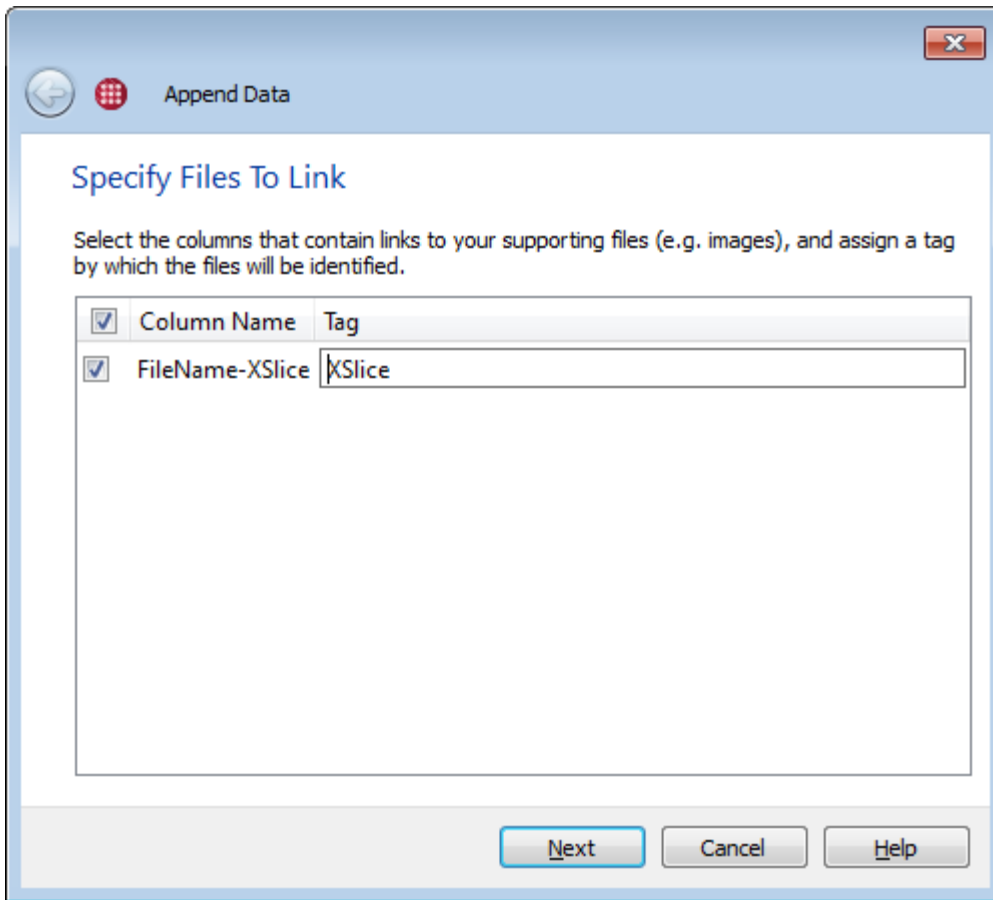 Append Data
Specify Files To Link
Select the columns that contain links to your supporting files (e.g. images), and assign a tag
by which the files will be identified.
Column Name Tag
FileName-XSlice XSlice
Next Cancel Help